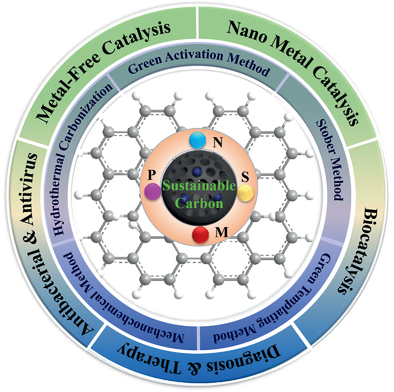 Metal-Free Catalysis
Nano Metal Catalysis
Biocatalysis
Diagnosis & Therapy
Antibacterial & Antivirus
Green Activation Method
Stober Method
Green Templating Method
Mechanochemical Method
Hydrothermal Carbonization
N
P
S
Sustainable
Carbon
M